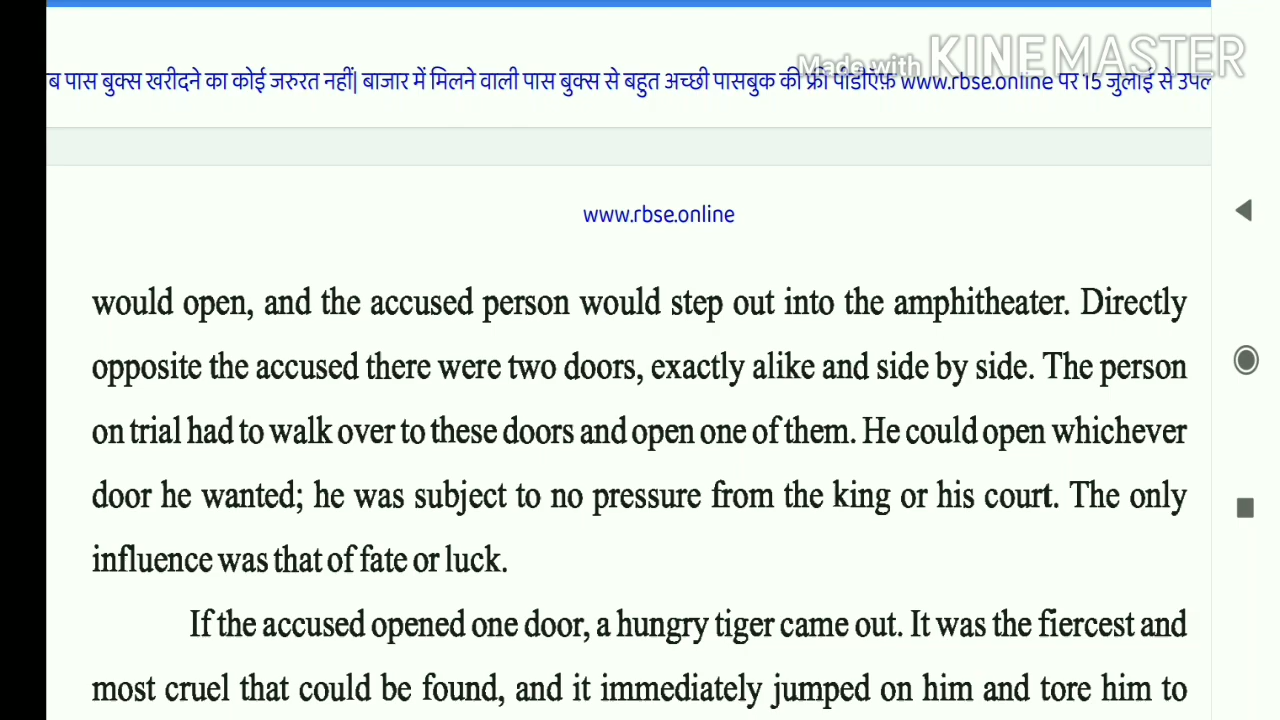 Made with KINEMASTER
ब पास बुक्स खरीदने का कोई जरुरत नहीं| बाजार में मिलने वाली पास बुक्स से बहुत अच्छी पासबुक की फ्री पीडीऍफ़ www.rbse.online पर 15 जुलाई से उपल
www.rbse.online
would open, and the accused person would step out into the amphitheater. Directly
opposite the accused there were two doors, exactly alike and side by side. The person
on trial had to walk over to these doors and open one of them. He could open whichever
door he wanted; he was subject to no pressure from the king or his court. The only
influence was that of fate or luck.
If the accused opened one door, a hungry tiger came out. It was the fiercest and
most cruel that could be found, and it immediately jumped on him and tore him to